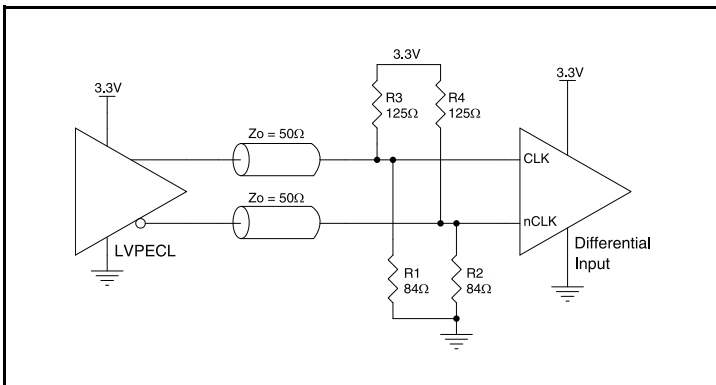 3.3V
3.3V
3.3V
R3
125Ω
R4
125Ω
Zo = 50Ω
CLK
Zo = 50Ω
nCLK
LVPECL
Differential
Input
R1
84Ω
R2
84Ω